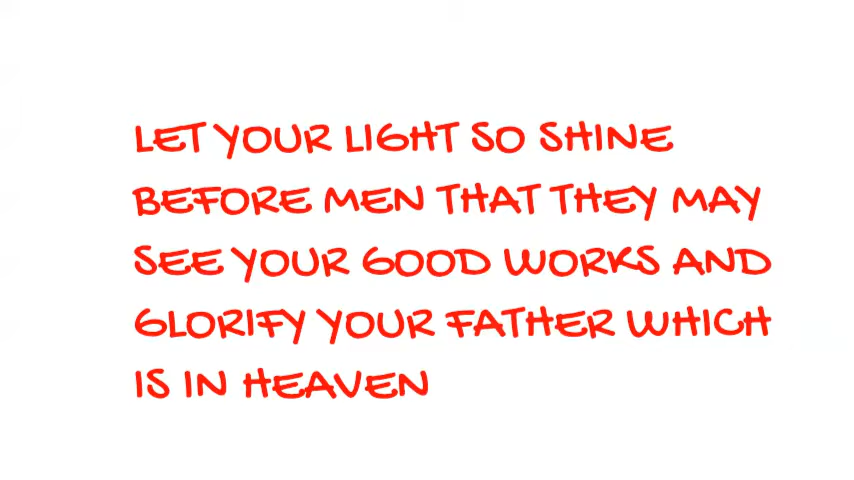 LET YOUR LIGHT SO SHINE
BEFORE MEN THAT THEY MAY
SEE YOUR GOOD WORKS AND
GLORIFY YOUR FATHER WHICH
IS IN HEAVEN